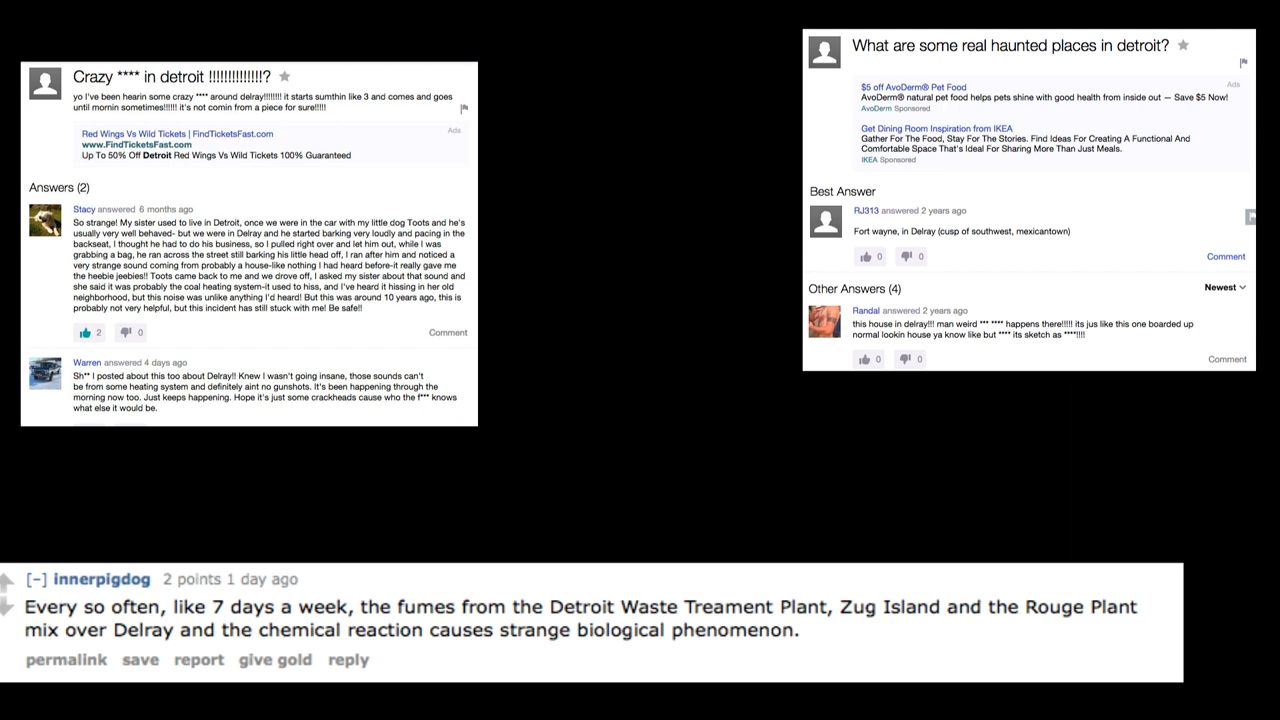 Crazy **** in detroit !!!!!!!!!!!!!!?
yo I've been hearin some crazy **** around delray!!!!!!!! it starts sumthin like 3 and comes and goes
until mornin sometimes!!!!!! it's not comin from a piece for sure!!!!!
Red Wings Vs Wild Tickets | FindTicketsFast.com
Ads
www.FindTicketsFast.com
Up To 50% Off Detroit Red Wings Vs Wild Tickets 100% Guaranteed
Answers (2)
Stacy answered 6 months ago
So strange! My sister used to live in Detroit, once we were in the car with my little dog Toots and he's
usually very well behaved- but we were in Delray and he started barking very loudly and pacing in the
backseat, I thought he had to do his business, so I pulled right over and let him out, while I was
grabbing a bag, he ran across the street still barking his little head off, I ran after him and noticed a
very strange sound coming from probably a house-like nothing I had heard before-it really gave me
the heebie jeebies!! Toots came back to me and we drove off, I asked my sister about that sound and
she said it was probably the coal heating system-it used to hiss, and I've heard it hissing in her old
neighborhood, but this noise was unlike anything I'd heard! But this was around 10 years ago, this is
probably not very helpful, but this incident has still stuck with me! Be safe!!
2 0 Comment
Warren answered 4 days ago
Sh** I posted about this too about Delray!! Knew I wasn't going insane, those sounds can't
be from some heating system and definitely aint no gunshots. It's been happening through the
morning now too. Just keeps happening. Hope it's just some crackheads cause who the f*** knows
what else it would be.
What are some real haunted places in detroit?
$5 off AvoDerm® Pet Food
Ads
AvoDerm® natural pet food helps pets shine with good health from inside out — Save $5 Now!
AvoDerm Sponsored
Get Dining Room Inspiration from IKEA
Gather For The Food, Stay For The Stories. Find Ideas For Creating A Functional And
Comfortable Space That's Ideal For Sharing More Than Just Meals.
IKEA Sponsored
Best Answer
RJ313 answered 2 years ago
Fort wayne, in Delray (cusp of southwest, mexicantown)
0 0 Comment
Other Answers (4)
Newest
Randal answered 2 years ago
this house in delray!!! man weird *** **** happens there!!!!! its jus like this one boarded up
normal lookin house ya know like but **** its sketch as ****!!!!
0 0 Comment
[–] innerpigdog 2 points 1 day ago
Every so often, like 7 days a week, the fumes from the Detroit Waste Treament Plant, Zug Island and the Rouge Plant
mix over Delray and the chemical reaction causes strange biological phenomenon.
permalink save report give gold reply